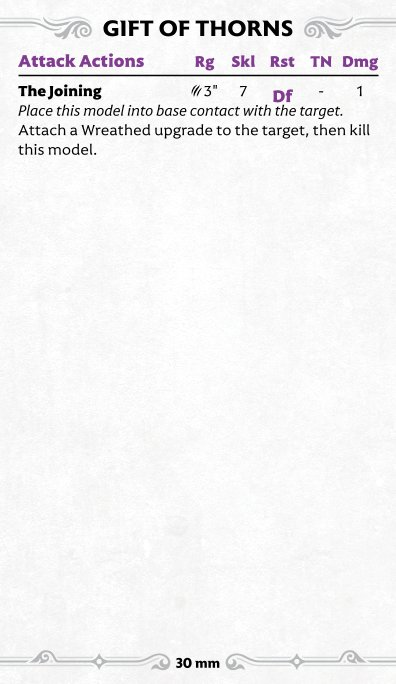 GIFT OF THORNS
Attack Actions Rg Skl Rst TN Dmg
The Joining 3" 7 Df - 1
Place this model into base contact with the target.
Attach a Wreathed upgrade to the target, then kill
this model.
30 mm